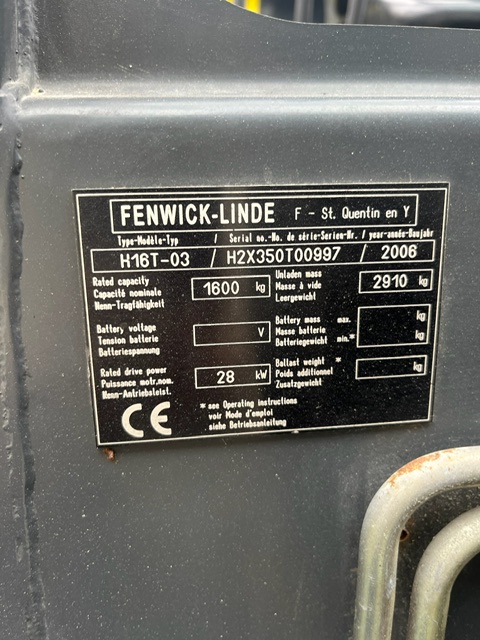 FENWICK-LINDE F - St. Quentin en Y
Type-Modèle-Typ / Serial no.-No. de série-Serien-Nr. / year-année-Baujahr
H16T-03 / H2X350T00997 / 2006
Rated capacity
Capacité nominale
Nenn-Tragfähigkeit
1600 kg
Unladen mass
Masse à vide
Leergewicht
2910 kg
Battery voltage
Tension batterie
Batteriespannung
V
Battery mass max.
Masse batterie
Batteriegewicht min.*
kg
kg
Rated drive power
Puissance motr.nom.
Nenn-Antriebsleist.
28 kW
Ballast weight *
Poids additionnel
Zusatzgewicht
kg
CE
* see Operating instructions
voir Mode d'emploi
siehe Betriebsanleitung